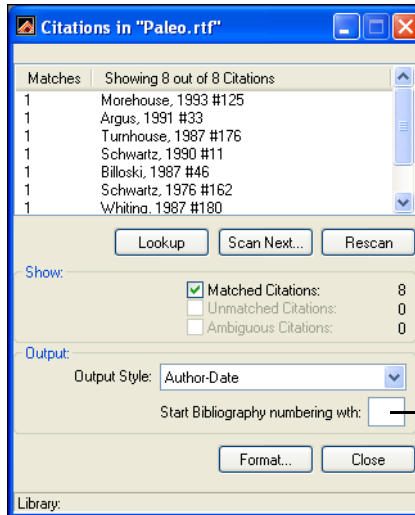 Citations in "Paleo.rtf"
Matches Showing 8 out of 8 Citations
1 Morehouse, 1993 #125
1 Argus, 1991 #33
1 Turnhouse, 1987 #176
1 Schwartz, 1990 #11
1 Billoski, 1987 #46
1 Schwartz, 1976 #162
1 Whiting, 1987 #180
Lookup Scan Next... Rescan
Show:
Matched Citations: 8
Unmatched Citations: 0
Ambiguous Citations: 0
Output:
Output Style: Author-Date
Start Bibliography numbering wth:
Format... Close
Library: